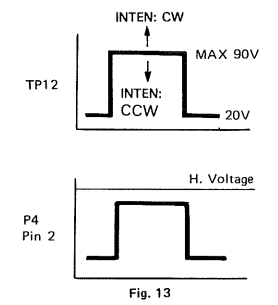 INTEN: CW
MAX 90V
TP12
INTEN:
CCW
20V
H. Voltage
P4
Pin 2
Fig. 13